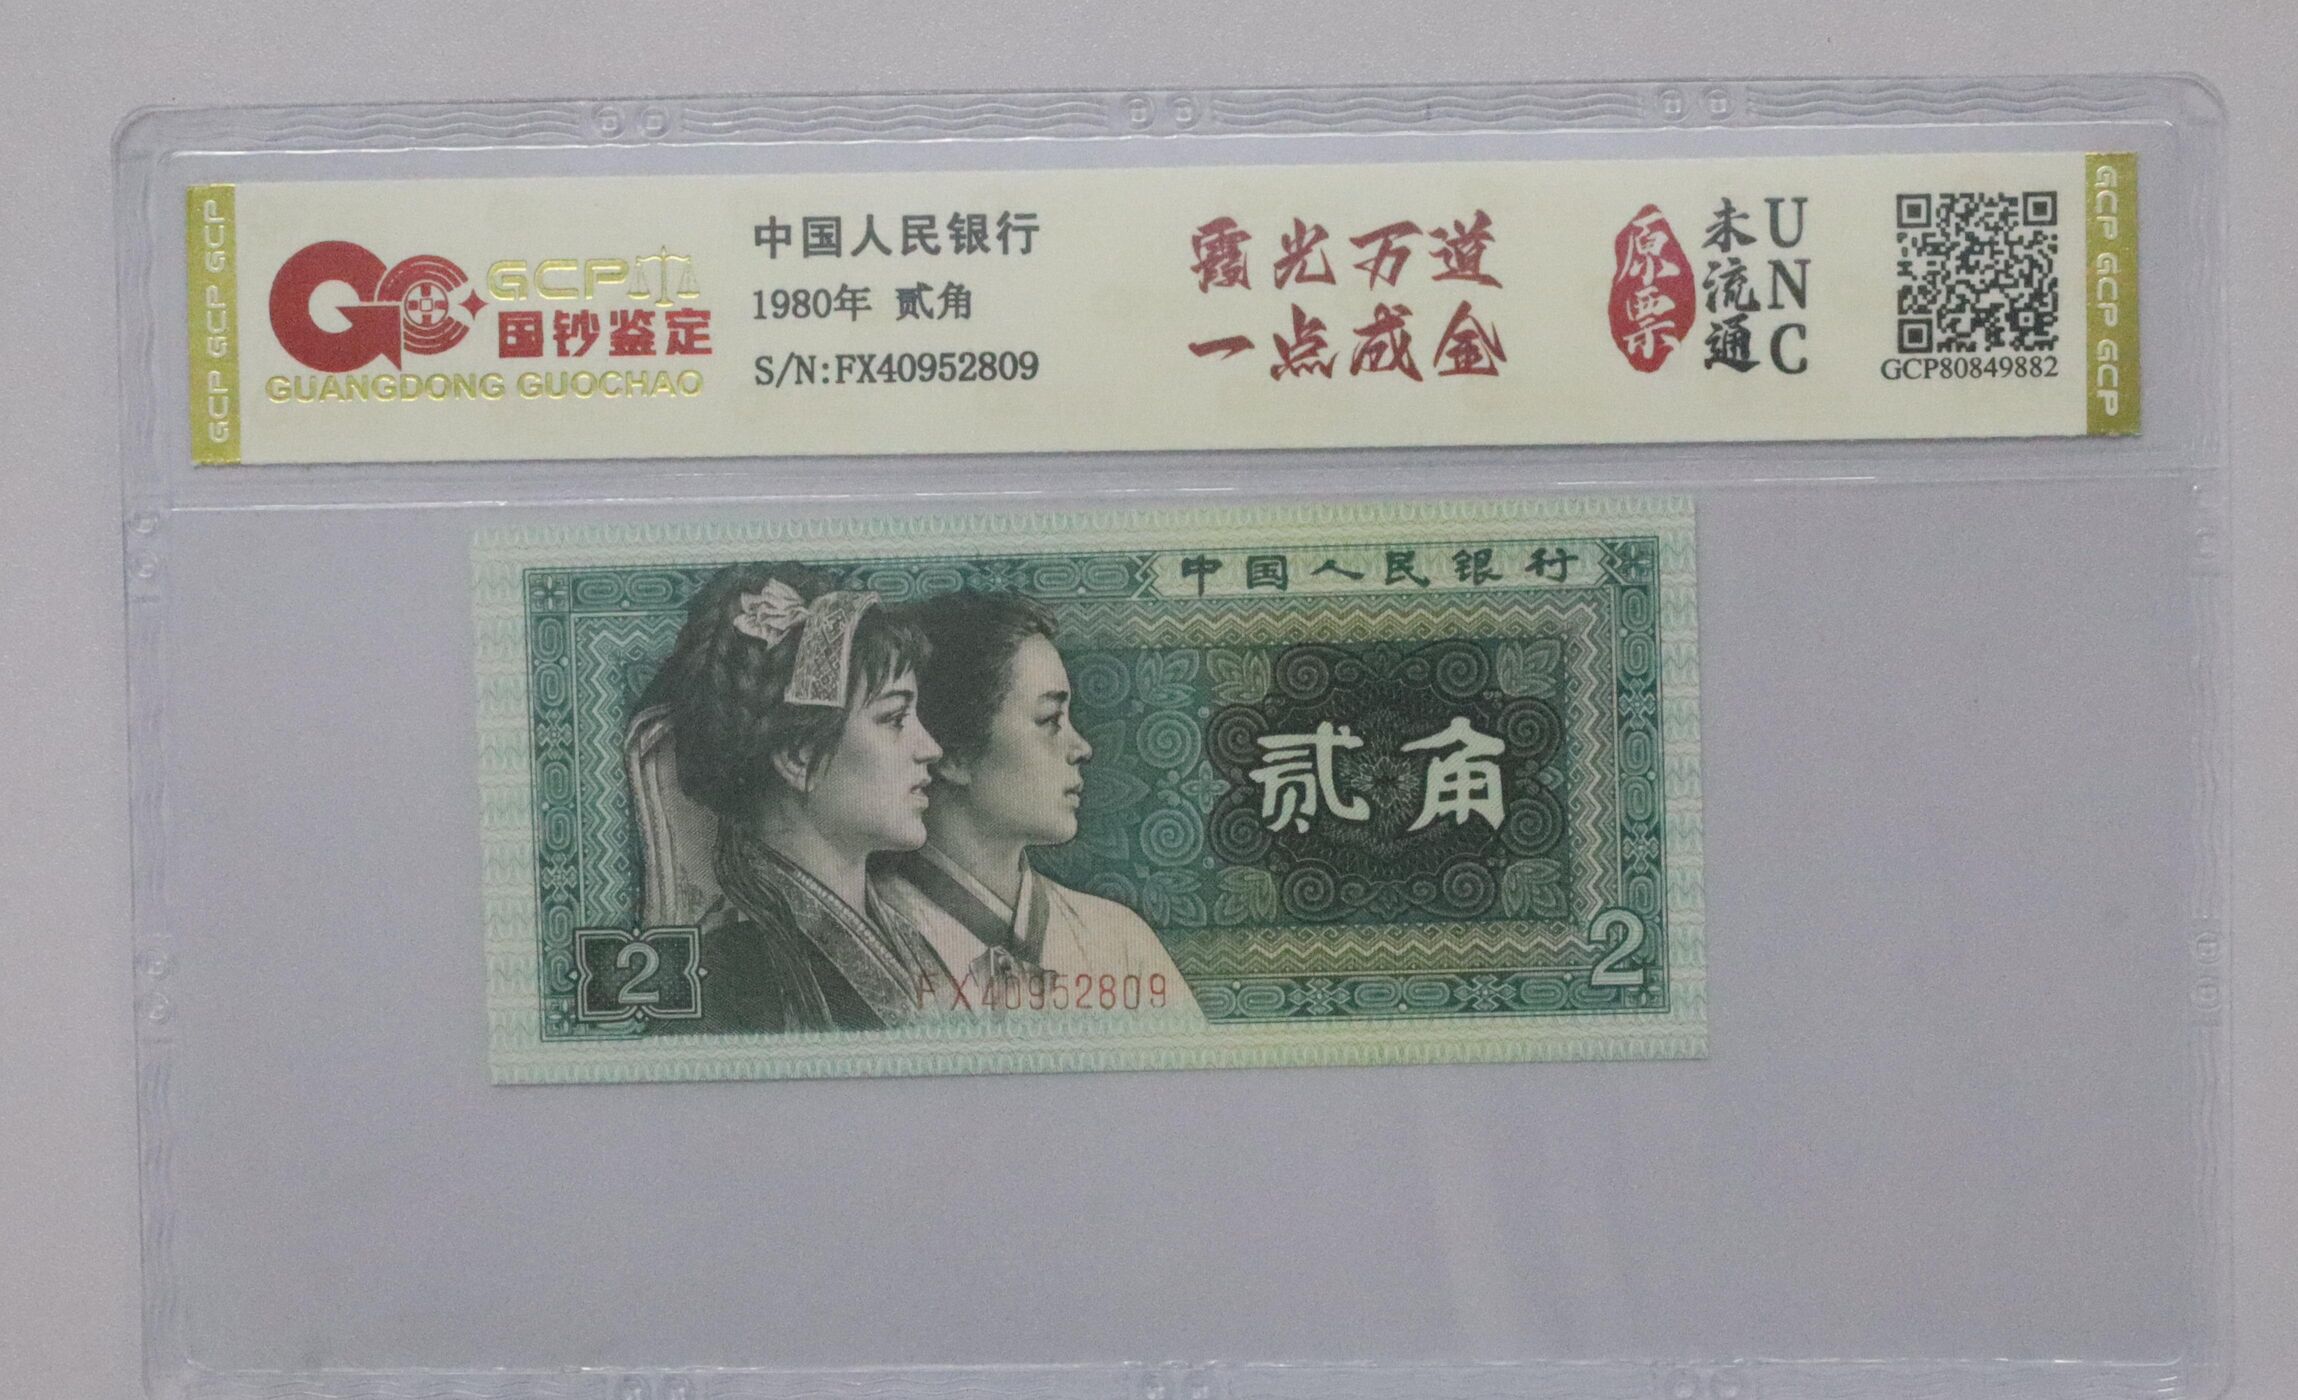 GCP GCP GCP
GCP
国钞鉴定
GUANGDONG GUOCHAO
中国人民银行
1980年 贰角
S/N:FX40952809
霞光万道
一点成金
原票
未流通
UNC
GCP80849882
GCP GCP GCP
中国人民银行
贰角
2
FX40952809
2